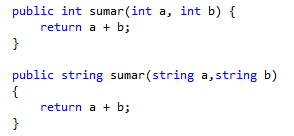 public int sumar(int a, int b) {
    return a + b;
}

public string sumar(string a,string b)
{
    return a + b;
}